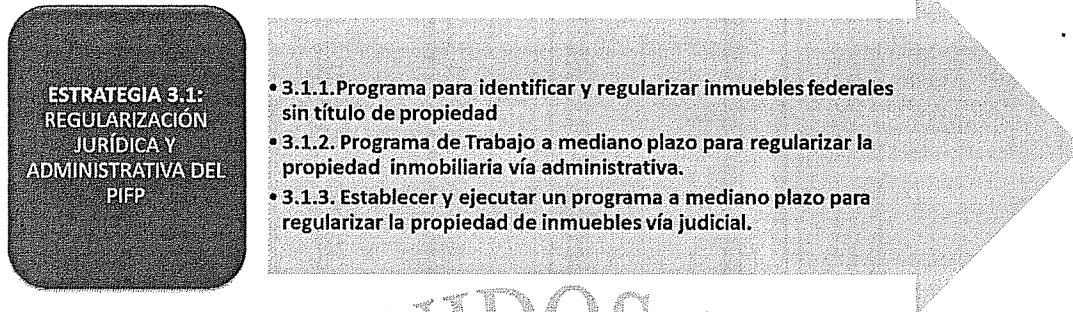 ESTRATEGIA 3.1:
REGULARIZACIÓN
JURÍDICA Y
ADMINISTRATIVA DEL
PIFP
• 3.1.1.Programa para identificar y regularizar inmuebles federales
sin título de propiedad
• 3.1.2. Programa de Trabajo a mediano plazo para regularizar la
propiedad inmobiliaria vía administrativa.
• 3.1.3. Establecer y ejecutar un programa a mediano plazo para
regularizar la propiedad de inmuebles vía judicial.